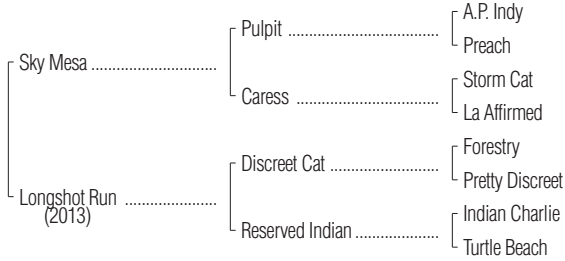 A.P. Indy
Pulpit ..........................................
Preach
Sky Mesa ..................................
Storm Cat
Caress ........................................
La Affirmed
Forestry
Discreet Cat ..............................
Pretty Discreet
Longshot Run .........................
(2013)
Indian Charlie
Reserved Indian .......................
Turtle Beach